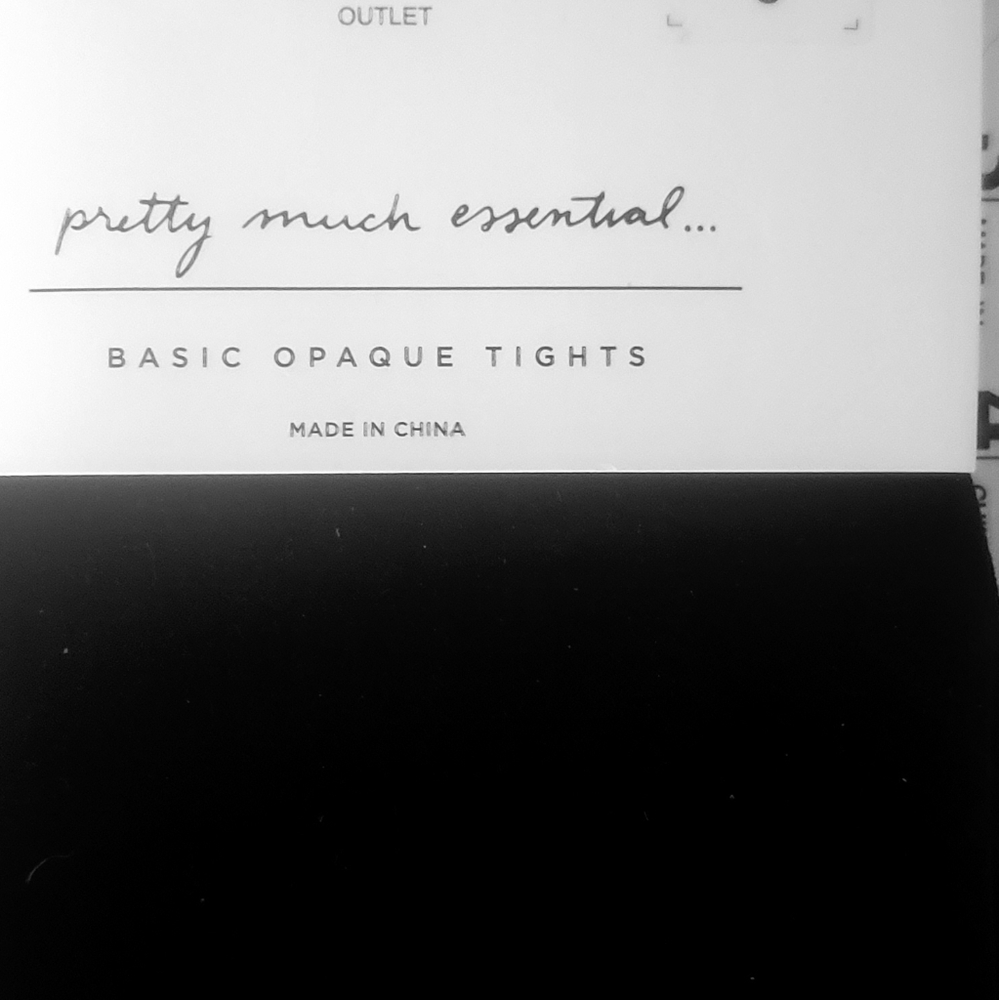 OUTLET
pretty much essential...
BASIC OPAQUE TIGHTS
MADE IN CHINA